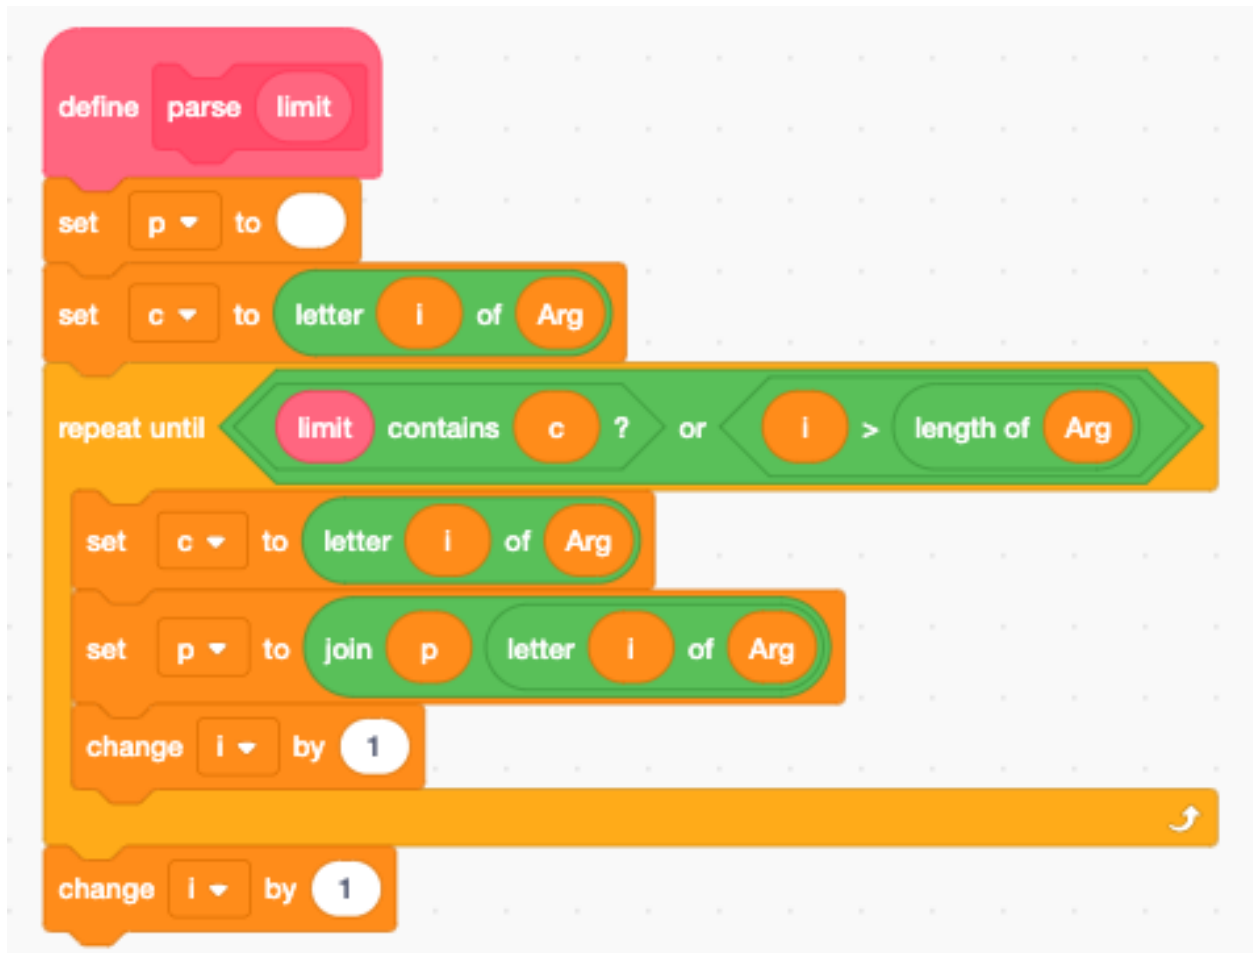 define parse limit
set p to
set c to letter i of Arg
repeat until limit contains c ? or i > length of Arg
set c to letter i of Arg
set p to join p letter i of Arg
change i by 1
change i by 1